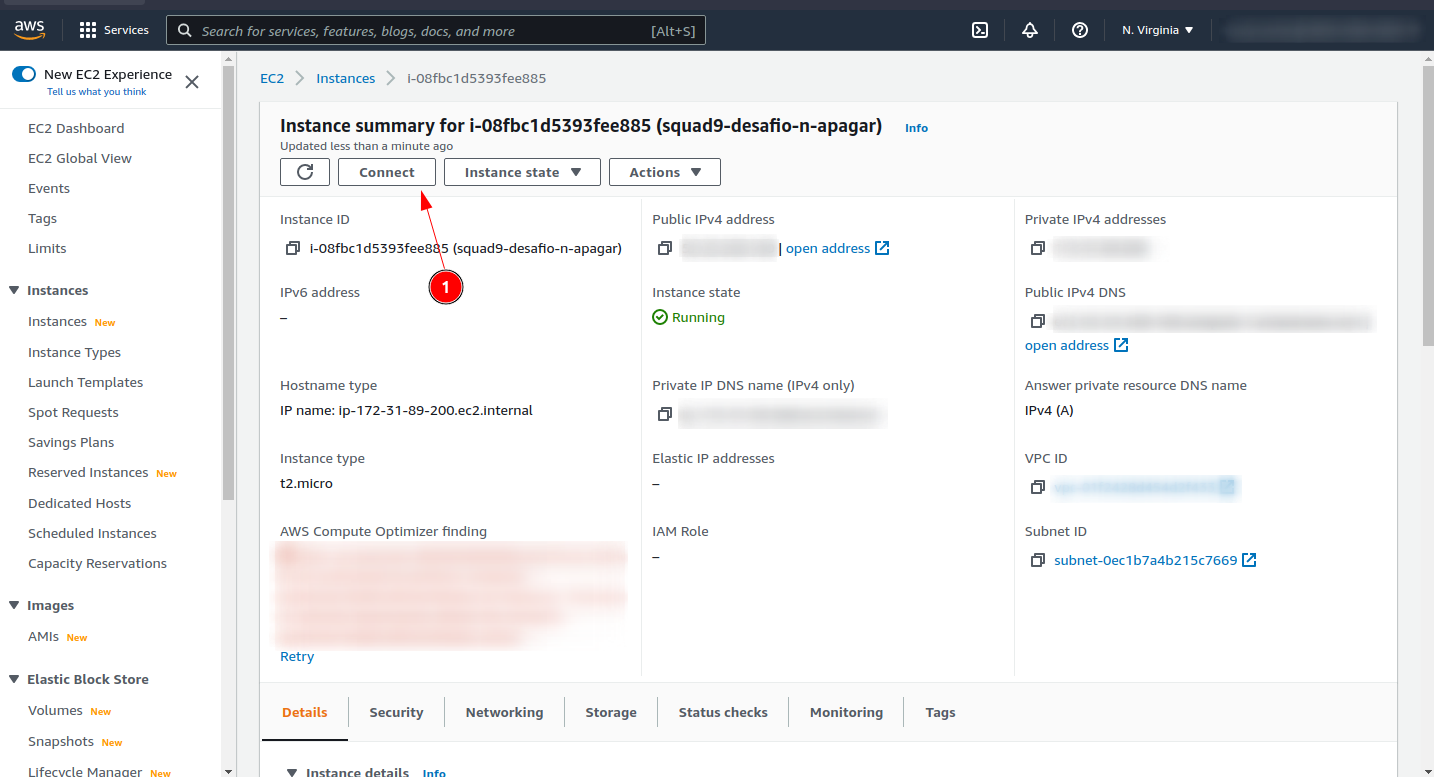 aws
Services
Search for services, features, blogs, docs, and more
[Alt+S]
N. Virginia
New EC2 Experience
Tell us what you think
EC2 Dashboard
EC2 Global View
Events
Tags
Limits
Instances
Instances New
Instance Types
Launch Templates
Spot Requests
Savings Plans
Reserved Instances New
Dedicated Hosts
Scheduled Instances
Capacity Reservations
Images
AMIs New
Elastic Block Store
Volumes New
Snapshots New
Lifecycle Manager New
EC2 > Instances > i-08fbc1d5393fee885
Instance summary for i-08fbc1d5393fee885 (squad9-desafio-n-apagar) Info
Updated less than a minute ago
Connect
Instance state
Actions
1
Instance ID
i-08fbc1d5393fee885 (squad9-desafio-n-apagar)
Public IPv4 address
| open address
Private IPv4 addresses
IPv6 address
–
Instance state
Running
Public IPv4 DNS
open address
Hostname type
IP name: ip-172-31-89-200.ec2.internal
Private IP DNS name (IPv4 only)
Answer private resource DNS name
IPv4 (A)
Instance type
t2.micro
Elastic IP addresses
–
VPC ID
AWS Compute Optimizer finding
Retry
IAM Role
–
Subnet ID
subnet-0ec1b7a4b215c7669
Details
Security
Networking
Storage
Status checks
Monitoring
Tags
Instance details Info